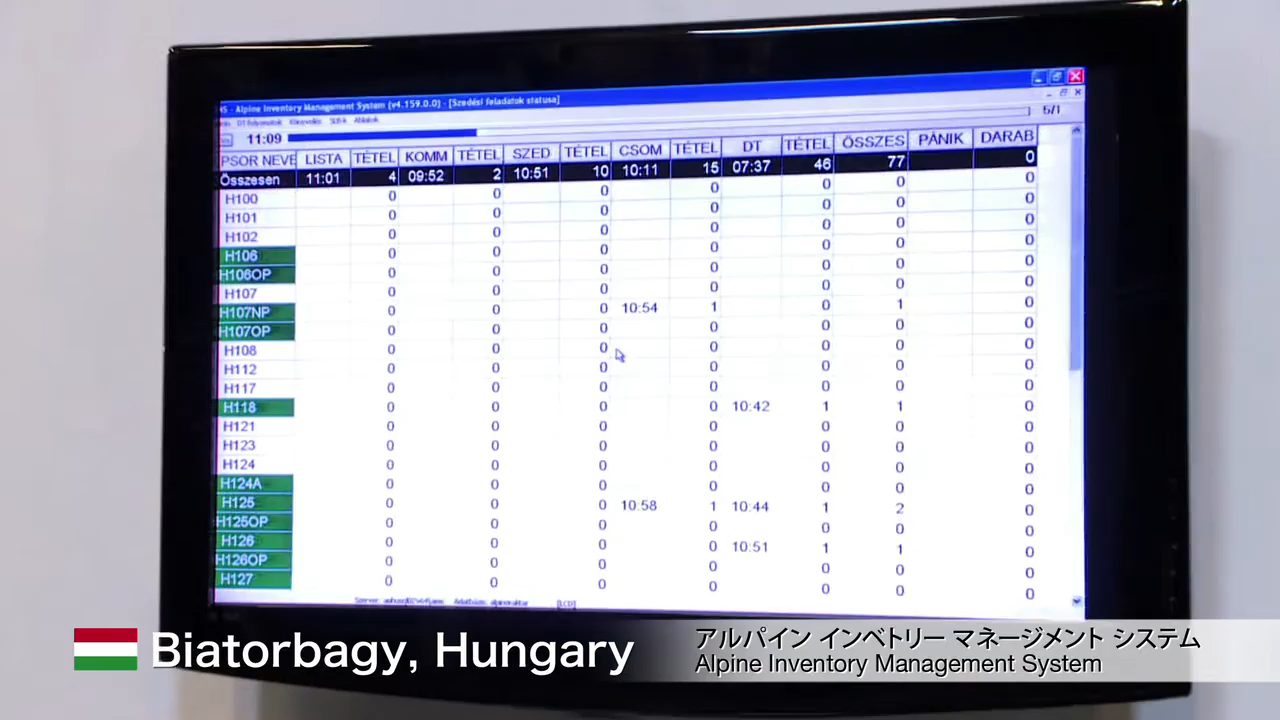 - Alpine Inventory Management System (v4.159.0.0) - [Szedési feladatok statusa]
DT folyamatok Könyvelés Ablakok
11:09 5/1
PSOR NEVE LISTA TÉTEL KOMM TÉTEL SZED TÉTEL CSOM TÉTEL DT TÉTEL ÖSSZES PÁNIK DARAB
Összesen 11:01 4 09:52 2 10:51 10 10:11 15 07:37 46 77 0
H100 0 0 0 0 0 0 0
H101 0 0 0 0 0 0 0
H102 0 0 0 0 0 0 0
H106 0 0 0 0 0 0 0
H106OP 0 0 0 0 0 0 0
H107 0 0 0 0 0 0 0
H107NP 0 0 0 10:54 1 0 1 0
H107OP 0 0 0 0 0 0 0
H108 0 0 0 0 0 0 0
H112 0 0 0 0 0 0 0
H117 0 0 0 0 0 0 0
H118 0 0 0 0 10:42 1 1 0
H121 0 0 0 0 0 0 0
H123 0 0 0 0 0 0 0
H124 0 0 0 0 0 0 0
H124A 0 0 0 0 0 0 0
H125 0 0 0 10:58 1 10:44 1 2 0
H125OP 0 0 0 0 0 0 0
H126 0 0 0 0 10:51 1 1 0
H126OP 0 0 0 0 0 0 0
H127 0 0 0 0 0 0 0
[LCD]
Biatorbagy, Hungary
アルパイン インベトリー マネージメント システム
Alpine Inventory Management System